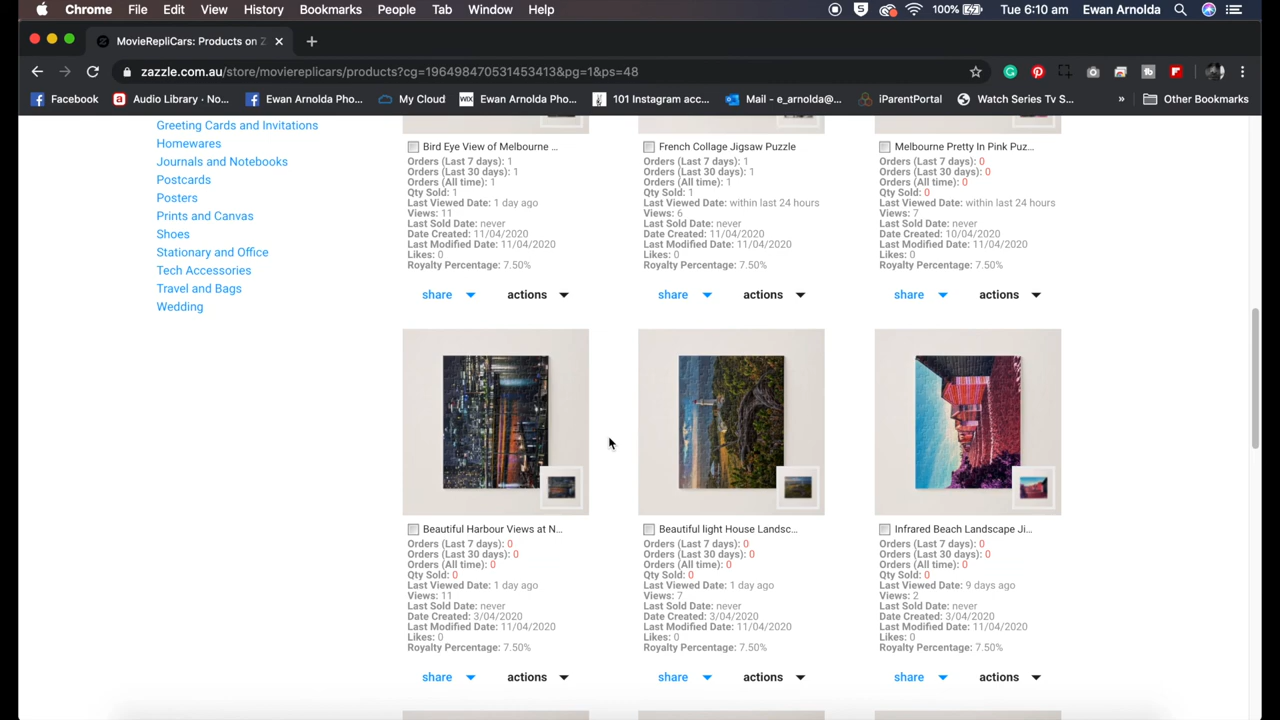 Chrome File Edit View History Bookmarks People Tab Window Help 100% Tue 6:10 am Ewan Arnolda
MovieRepliCars: Products on Z
zazzle.com.au/store/moviereplicars/products?cg=196498470531453413&pg=1&ps=48
Facebook Audio Library · No... Ewan Arnolda Pho... My Cloud WIX Ewan Arnolda Pho... 101 Instagram acc... Mail - e_arnolda@... iParentPortal Watch Series Tv S... » Other Bookmarks
Greeting Cards and Invitations
Homewares
Journals and Notebooks
Postcards
Posters
Prints and Canvas
Shoes
Stationary and Office
Tech Accessories
Travel and Bags
Wedding
Bird Eye View of Melbourne ...
Orders (Last 7 days): 1
Orders (Last 30 days): 1
Orders (All time): 1
Qty Sold: 1
Last Viewed Date: 1 day ago
Views: 11
Last Sold Date: never
Date Created: 11/04/2020
Last Modified Date: 11/04/2020
Likes: 0
Royalty Percentage: 7.50%
share actions
French Collage Jigsaw Puzzle
Orders (Last 7 days): 1
Orders (Last 30 days): 1
Orders (All time): 1
Qty Sold: 1
Last Viewed Date: within last 24 hours
Views: 6
Last Sold Date: never
Date Created: 11/04/2020
Last Modified Date: 11/04/2020
Likes: 0
Royalty Percentage: 7.50%
share actions
Melbourne Pretty In Pink Puz...
Orders (Last 7 days): 0
Orders (Last 30 days): 0
Orders (All time): 0
Qty Sold: 0
Last Viewed Date: within last 24 hours
Views: 7
Last Sold Date: never
Date Created: 10/04/2020
Last Modified Date: 11/04/2020
Likes: 0
Royalty Percentage: 7.50%
share actions
Beautiful Harbour Views at N...
Orders (Last 7 days): 0
Orders (Last 30 days): 0
Orders (All time): 0
Qty Sold: 0
Last Viewed Date: 1 day ago
Views: 11
Last Sold Date: never
Date Created: 3/04/2020
Last Modified Date: 11/04/2020
Likes: 0
Royalty Percentage: 7.50%
share actions
Beautiful light House Landsc...
Orders (Last 7 days): 0
Orders (Last 30 days): 0
Orders (All time): 0
Qty Sold: 0
Last Viewed Date: 1 day ago
Views: 7
Last Sold Date: never
Date Created: 3/04/2020
Last Modified Date: 11/04/2020
Likes: 0
Royalty Percentage: 7.50%
share actions
Infrared Beach Landscape Ji...
Orders (Last 7 days): 0
Orders (Last 30 days): 0
Orders (All time): 0
Qty Sold: 0
Last Viewed Date: 9 days ago
Views: 2
Last Sold Date: never
Date Created: 3/04/2020
Last Modified Date: 11/04/2020
Likes: 0
Royalty Percentage: 7.50%
share actions